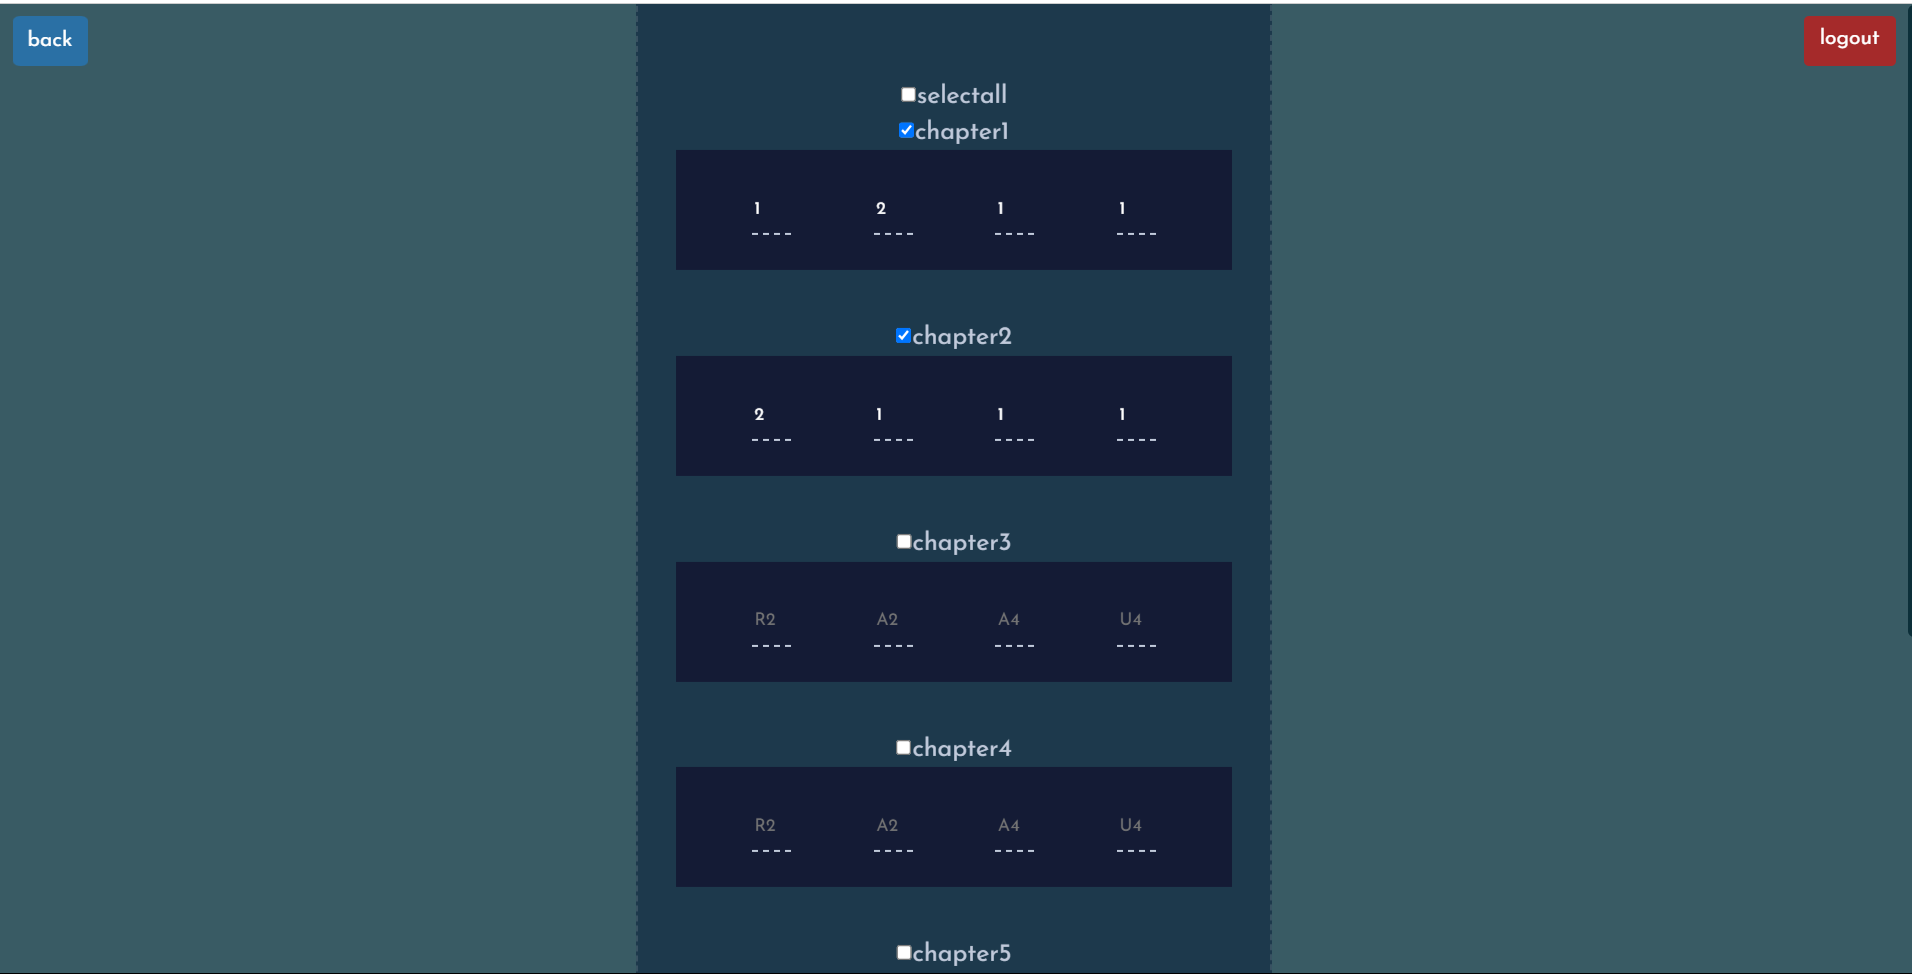 back
logout
selectall
chapter1
1 2 1 1
chapter2
2 1 1 1
chapter3
R2 A2 A4 U4
chapter4
R2 A2 A4 U4
chapter5